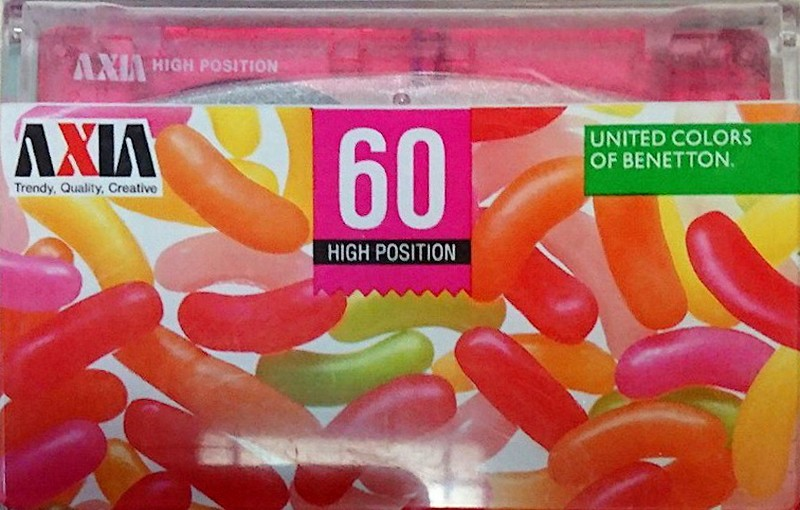 AXIA HIGH POSITION
AXIA
Trendy, Quality, Creative
60
HIGH POSITION
UNITED COLORS
OF BENETTON.